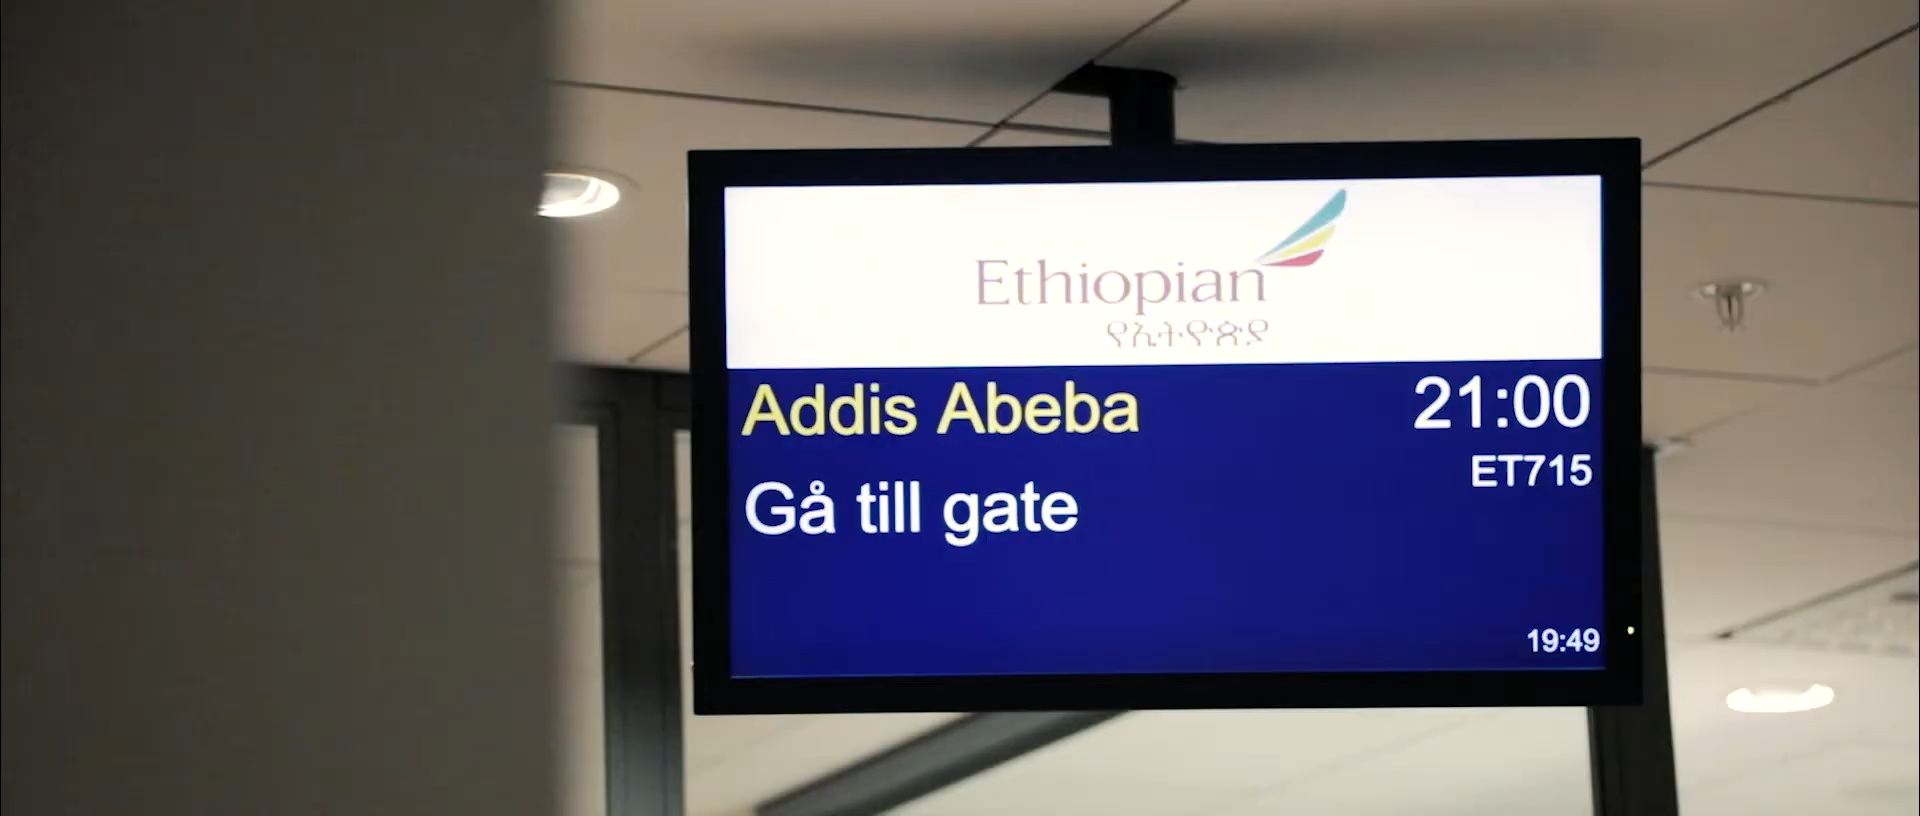 Ethiopian
የኢትዮጵያ
Addis Abeba
21:00
ET715
Gå till gate
19:49